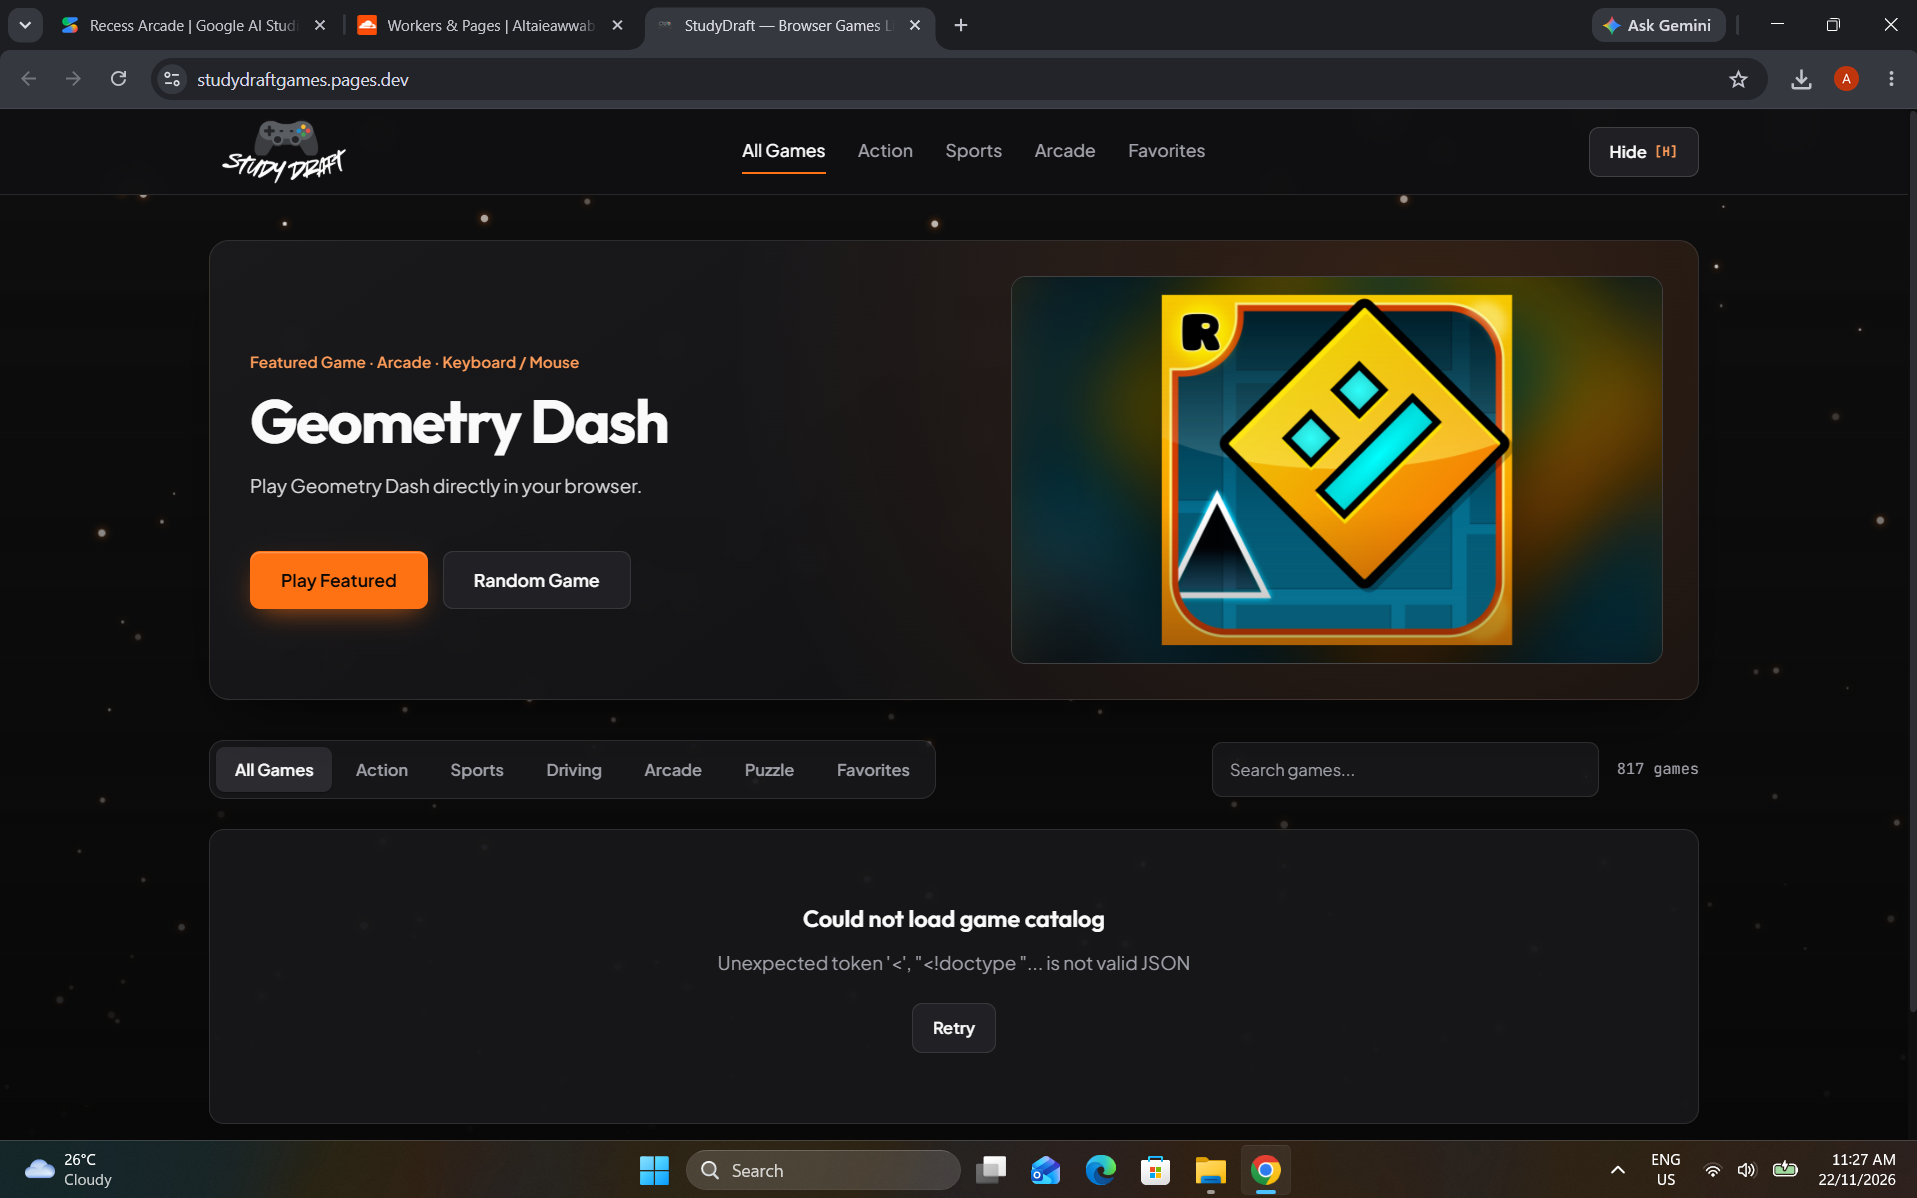 Recess Arcade | Google AI Studi
Workers & Pages | Altaieawwab
StudyDraft — Browser Games L
Ask Gemini
studydraftgames.pages.dev
A
STUDY DRAFT
All Games
Action
Sports
Arcade
Favorites
Hide [H]
Featured Game · Arcade · Keyboard / Mouse
Geometry Dash
Play Geometry Dash directly in your browser.
Play Featured
Random Game
R
All Games
Action
Sports
Driving
Arcade
Puzzle
Favorites
Search games...
817 games
Could not load game catalog
Unexpected token '<', "<!doctype "... is not valid JSON
Retry
26°C
Cloudy
Search
ENG
US
11:27 AM
22/11/2026